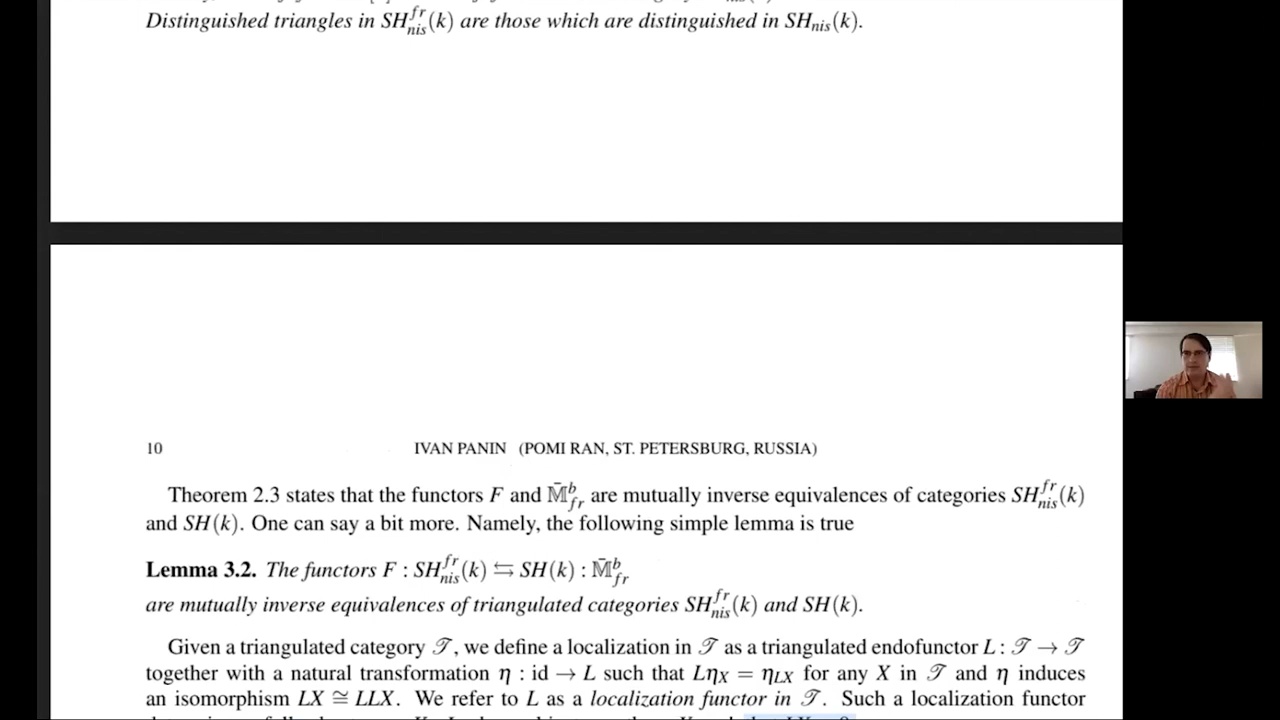 Distinguished triangles in SH^{fr}_{nis}(k) are those which are distinguished in SH_{nis}(k).
10 IVAN PANIN (POMI RAN, ST. PETERSBURG, RUSSIA)
Theorem 2.3 states that the functors F and \bar{𝕄}^b_{fr} are mutually inverse equivalences of categories SH^{fr}_{nis}(k)
and SH(k). One can say a bit more. Namely, the following simple lemma is true
Lemma 3.2. The functors F : SH^{fr}_{nis}(k) ⇆ SH(k) : \bar{𝕄}^b_{fr}
are mutually inverse equivalences of triangulated categories SH^{fr}_{nis}(k) and SH(k).
Given a triangulated category 𝒯, we define a localization in 𝒯 as a triangulated endofunctor L : 𝒯 → 𝒯
together with a natural transformation η : id → L such that Lη_X = η_{LX} for any X in 𝒯 and η induces
an isomorphism LX ≅ LLX. We refer to L as a localization functor in 𝒯. Such a localization functor